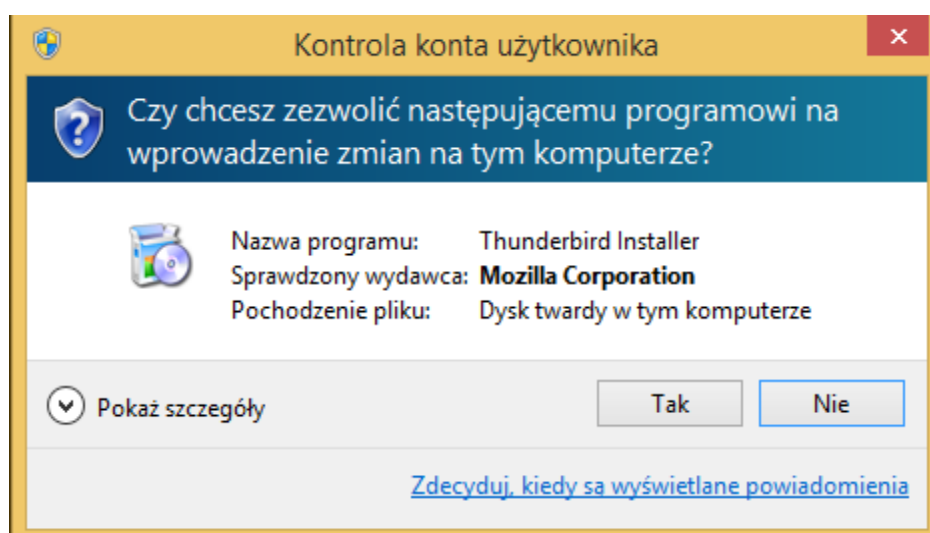 Kontrola konta użytkownika
Czy chcesz zezwolić następującemu programowi na
wprowadzenie zmian na tym komputerze?
Nazwa programu: Thunderbird Installer
Sprawdzony wydawca: Mozilla Corporation
Pochodzenie pliku: Dysk twardy w tym komputerze
Pokaż szczegóły Tak Nie
Zdecyduj, kiedy są wyświetlane powiadomienia